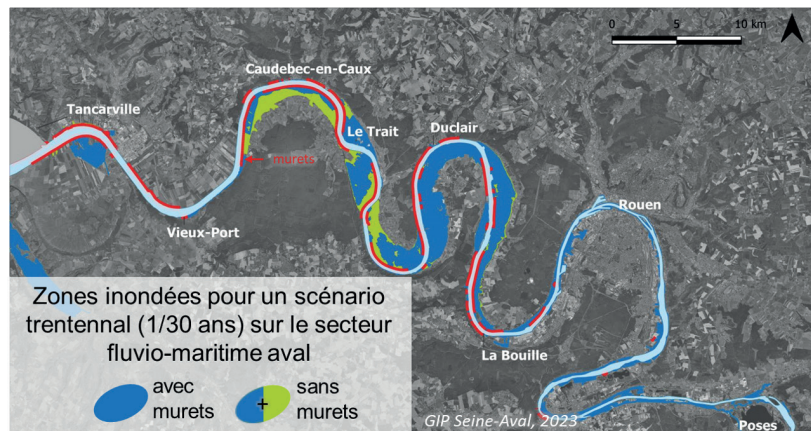 0 5 10 km
Caudebec-en-Caux
Tancarville
Le Trait
Duclair
murets
Rouen
Vieux-Port
La Bouille
Zones inondées pour un scénario
trentennal (1/30 ans) sur le secteur
fluvio-maritime aval
avec
murets
+
sans
murets
GIP Seine-Aval, 2023
Poses